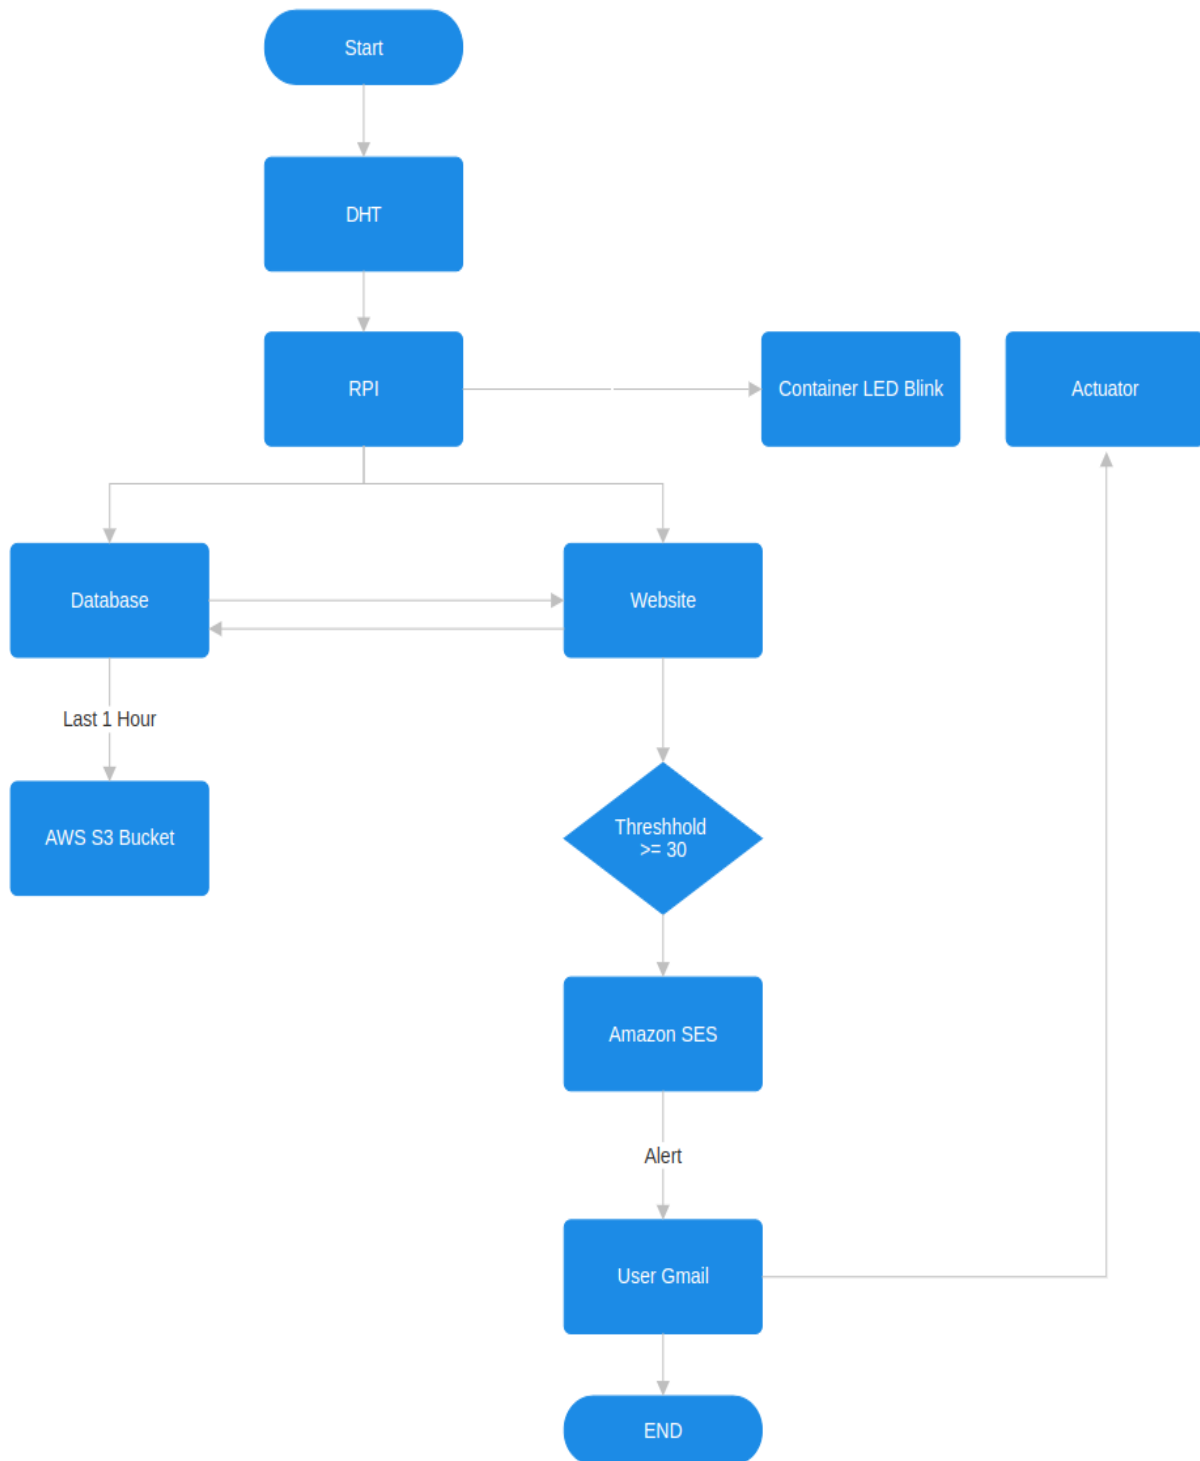 Start
DHT
RPI
Container LED Blink
Actuator
Database
Website
Last 1 Hour
AWS S3 Bucket
Threshhold
>= 30
Amazon SES
Alert
User Gmail
END